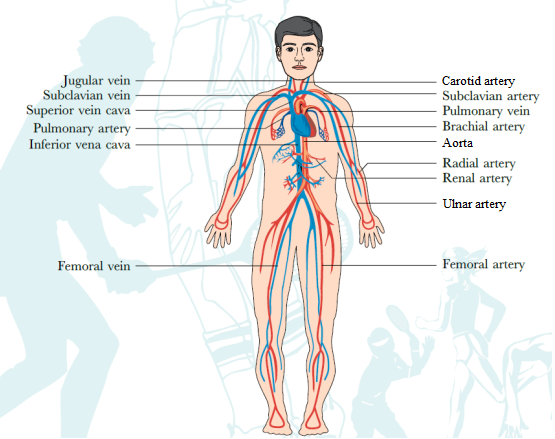 Jugular vein
Subclavian vein
Superior vein cava
Pulmonary artery
Inferior vena cava
Femoral vein
Carotid artery
Subclavian artery
Pulmonary vein
Brachial artery
Aorta
Radial artery
Renal artery
Ulnar artery
Femoral artery